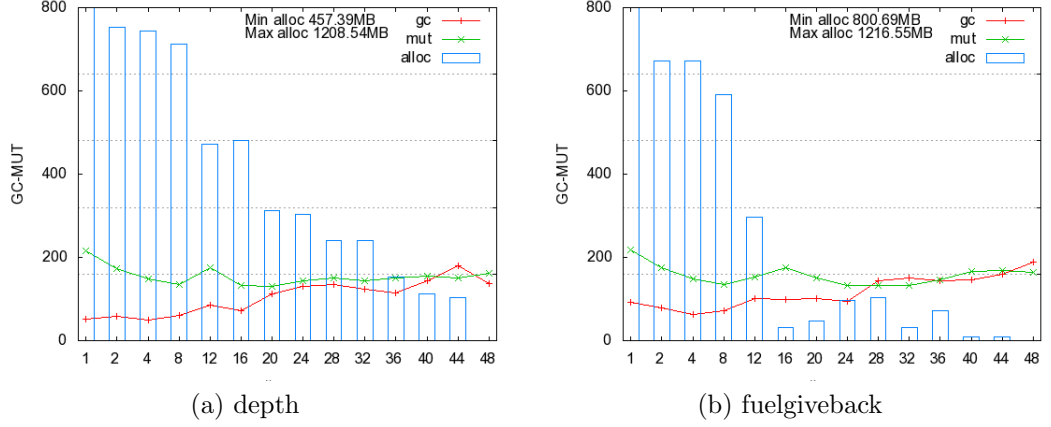 800
600
400
200
0
GC-MUT
Min alloc 457.39MB
Max alloc 1208.54MB
gc
mut
alloc
1 2 4 8 12 16 20 24 28 32 36 40 44 48
(a) depth
800
600
400
200
0
GC-MUT
Min alloc 800.69MB
Max alloc 1216.55MB
gc
mut
alloc
1 2 4 8 12 16 20 24 28 32 36 40 44 48
(b) fuelgiveback